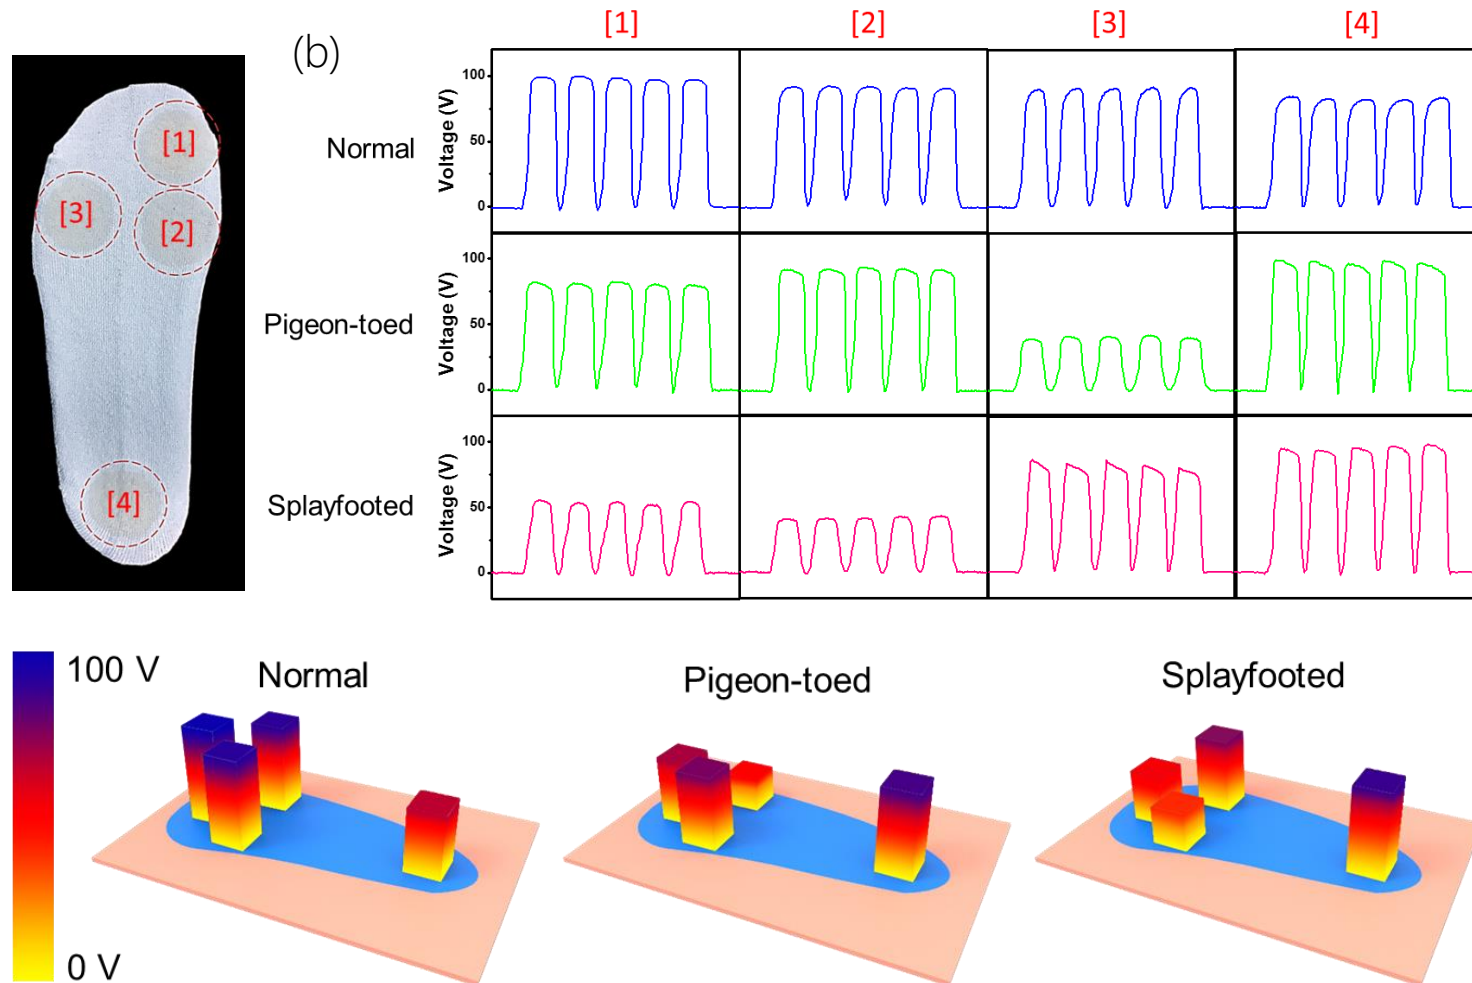 (b)
[1] [2] [3] [4]
[1]
[3]
[2]
[4]
Normal
Voltage (V)
100
50
0
Pigeon-toed
Voltage (V)
100
50
0
Splayfooted
Voltage (V)
100
50
0
100 V
0 V
Normal
Pigeon-toed
Splayfooted